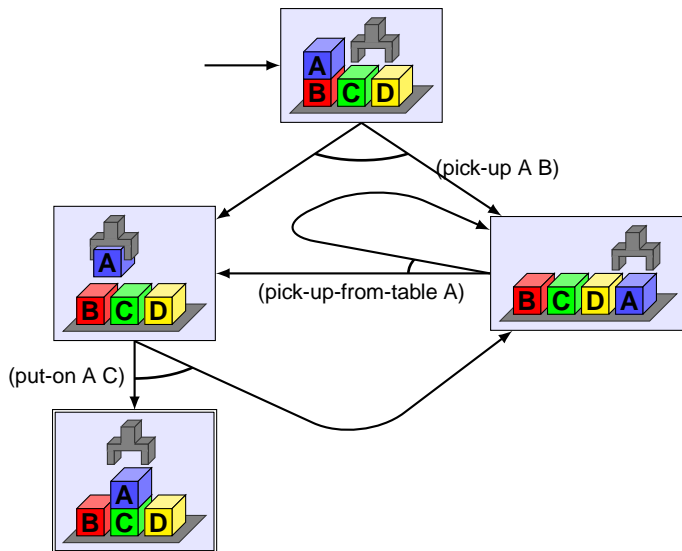 A
B C D
(pick-up A B)
A
B C D
B C D A
(pick-up-from-table A)
(put-on A C)
A
B C D